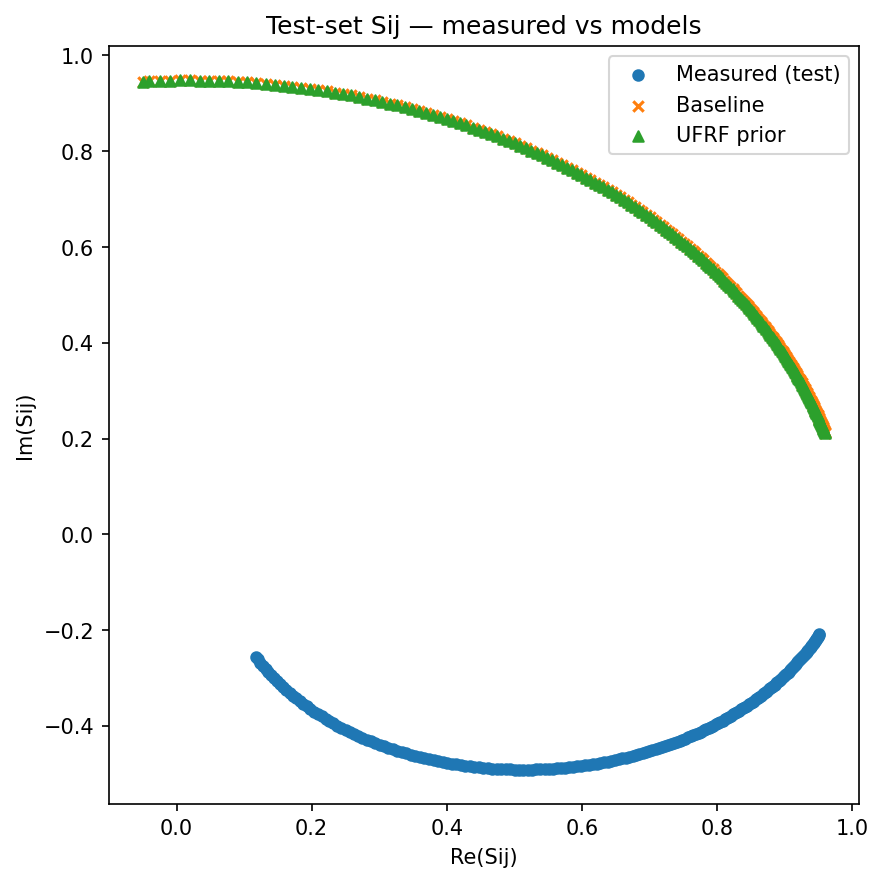 Test-set Sij — measured vs models
Measured (test)
Baseline
UFRF prior
1.0
0.8
0.6
0.4
0.2
0.0
−0.2
−0.4
Im(Sij)
0.0
0.2
0.4
0.6
0.8
1.0
Re(Sij)